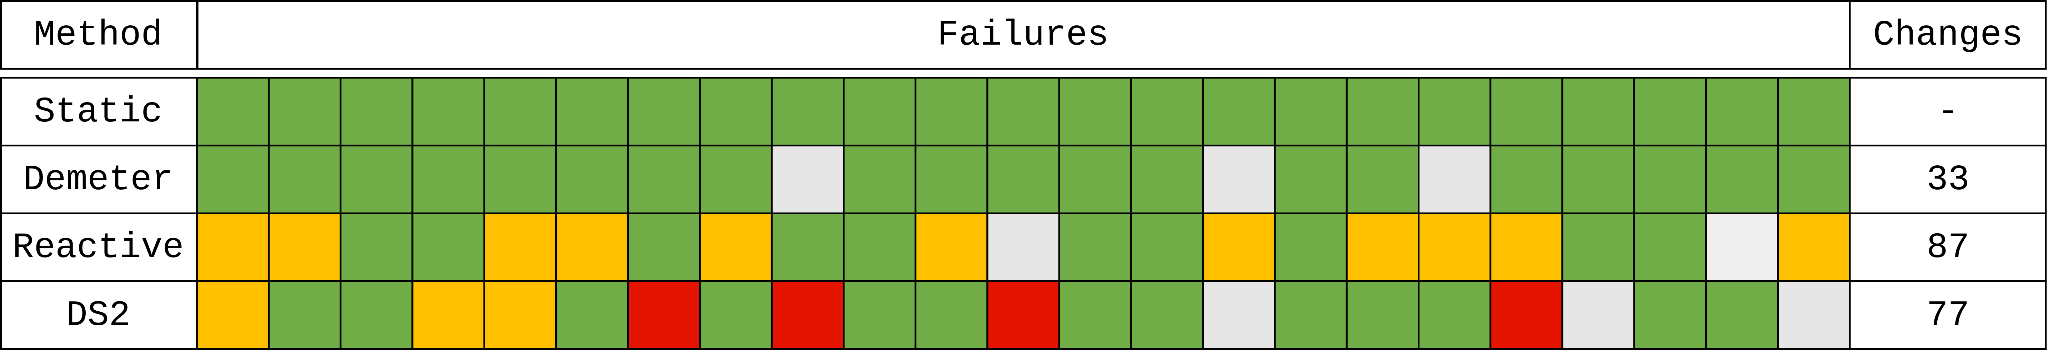 Method Failures Changes
Static -
Demeter 33
Reactive 87
DS2 77